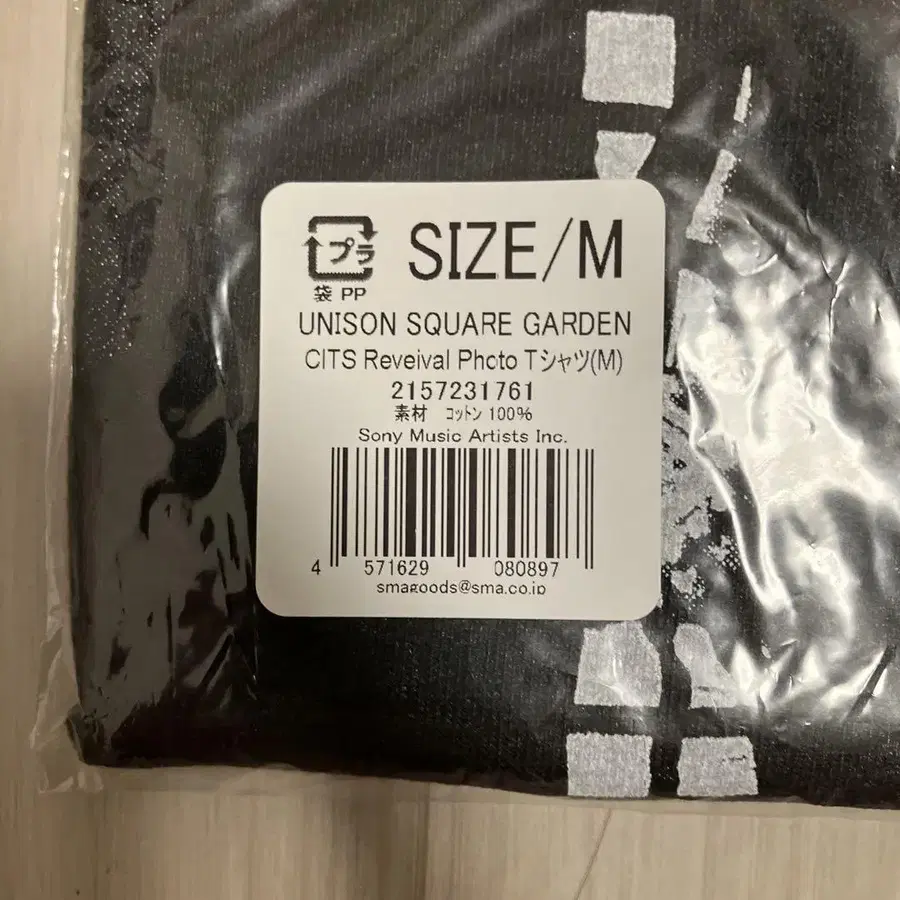 プラ
SIZE/M
袋 PP
UNISON SQUARE GARDEN
CITS Reveival Photo Tシャツ(M)
2157231761
素材 コットン 100%
Sony Music Artists Inc.
4 571629 080897
smagoods@sma.co.jp